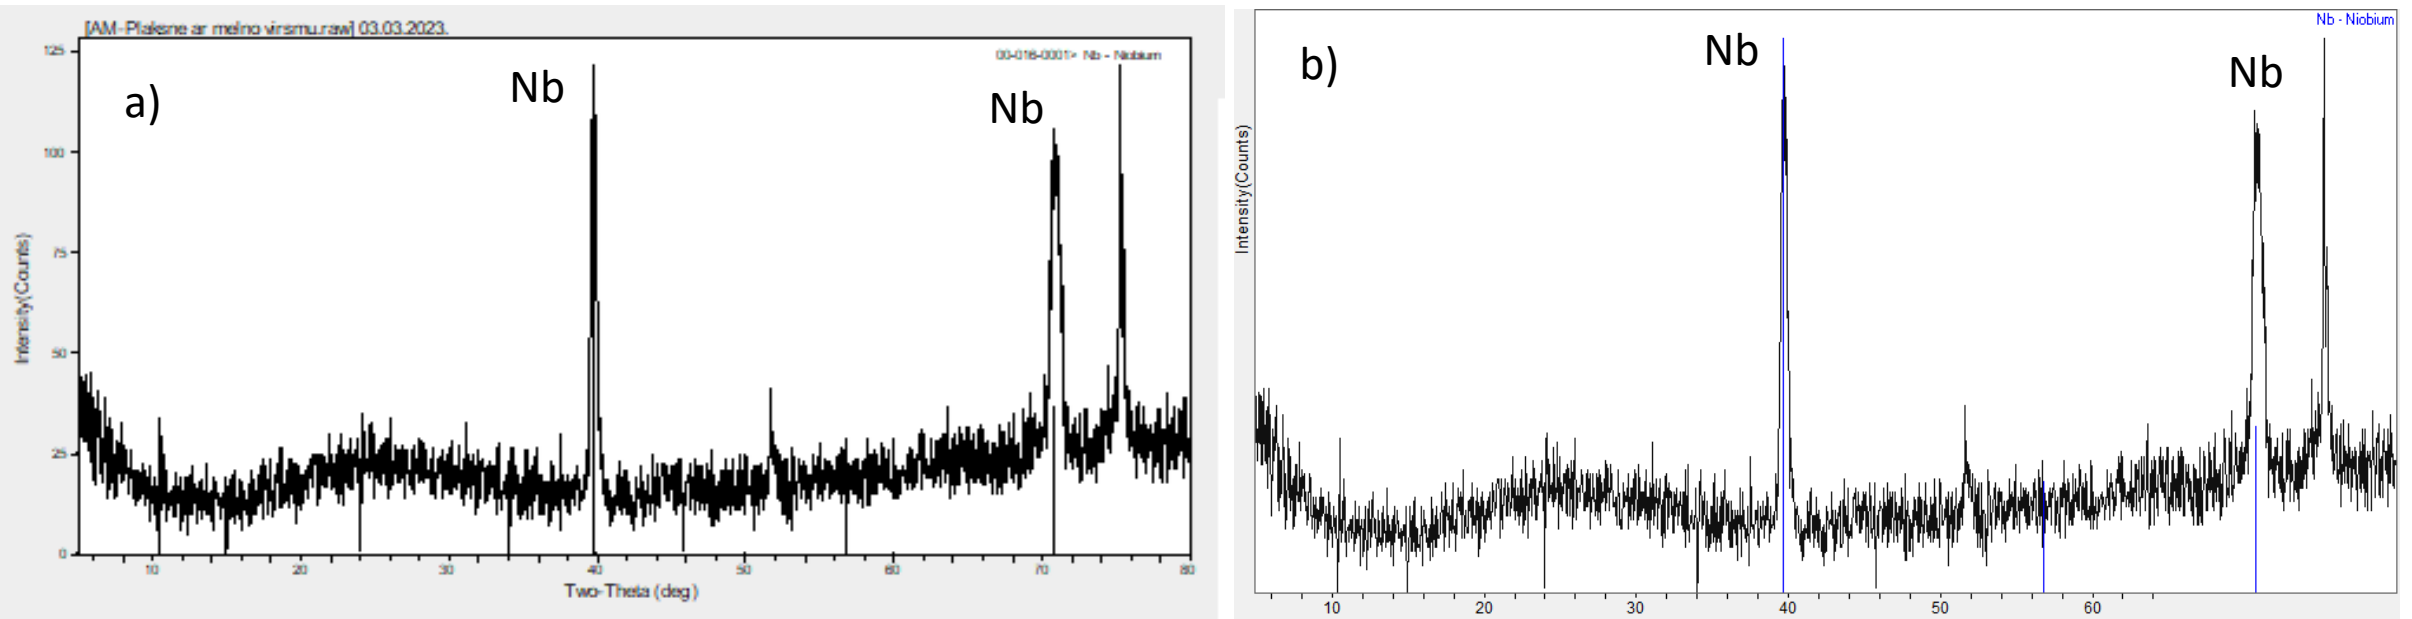 [AM-Plaksne ar melno virsmu.raw] 03.03.2023.
125
00-016-0001> Nb - Niobium
Nb
a)
Nb
100
75
Intensity(Counts)
50
25
0
10 20 30 40 50 60 70 80
Two-Theta (deg)
Nb - Niobium
b)
Nb
Nb
Intensity(Counts)
10 20 30 40 50 60